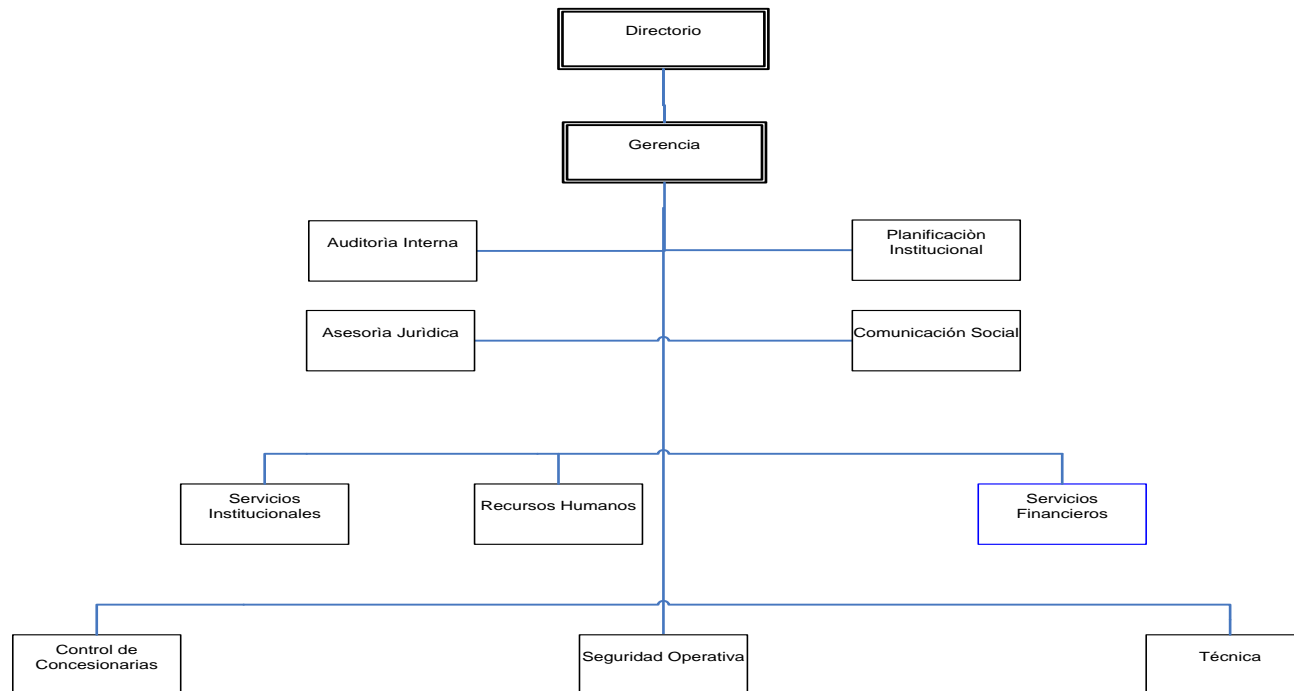 Directorio
Gerencia
Auditorìa Interna
Planificaciòn
Institucional
Asesorìa Jurìdica
Comunicación Social
Servicios
Institucionales
Recursos Humanos
Servicios
Financieros
Control de
Concesionarias
Seguridad Operativa
Técnica